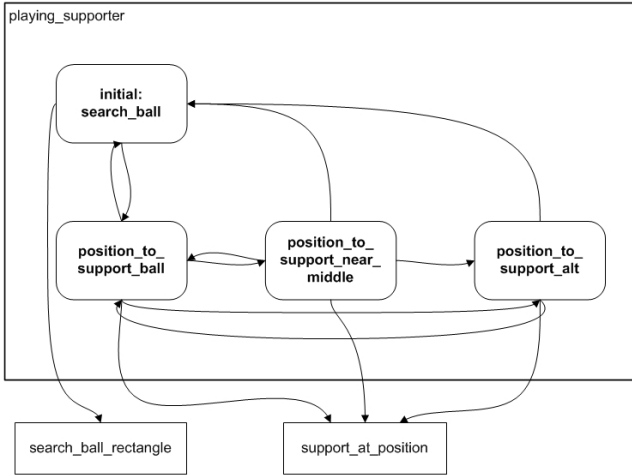 playing_supporter
initial:
search_ball
position_to_
support_ball
position_to_
support_near_
middle
position_to_
support_alt
search_ball_rectangle
support_at_position